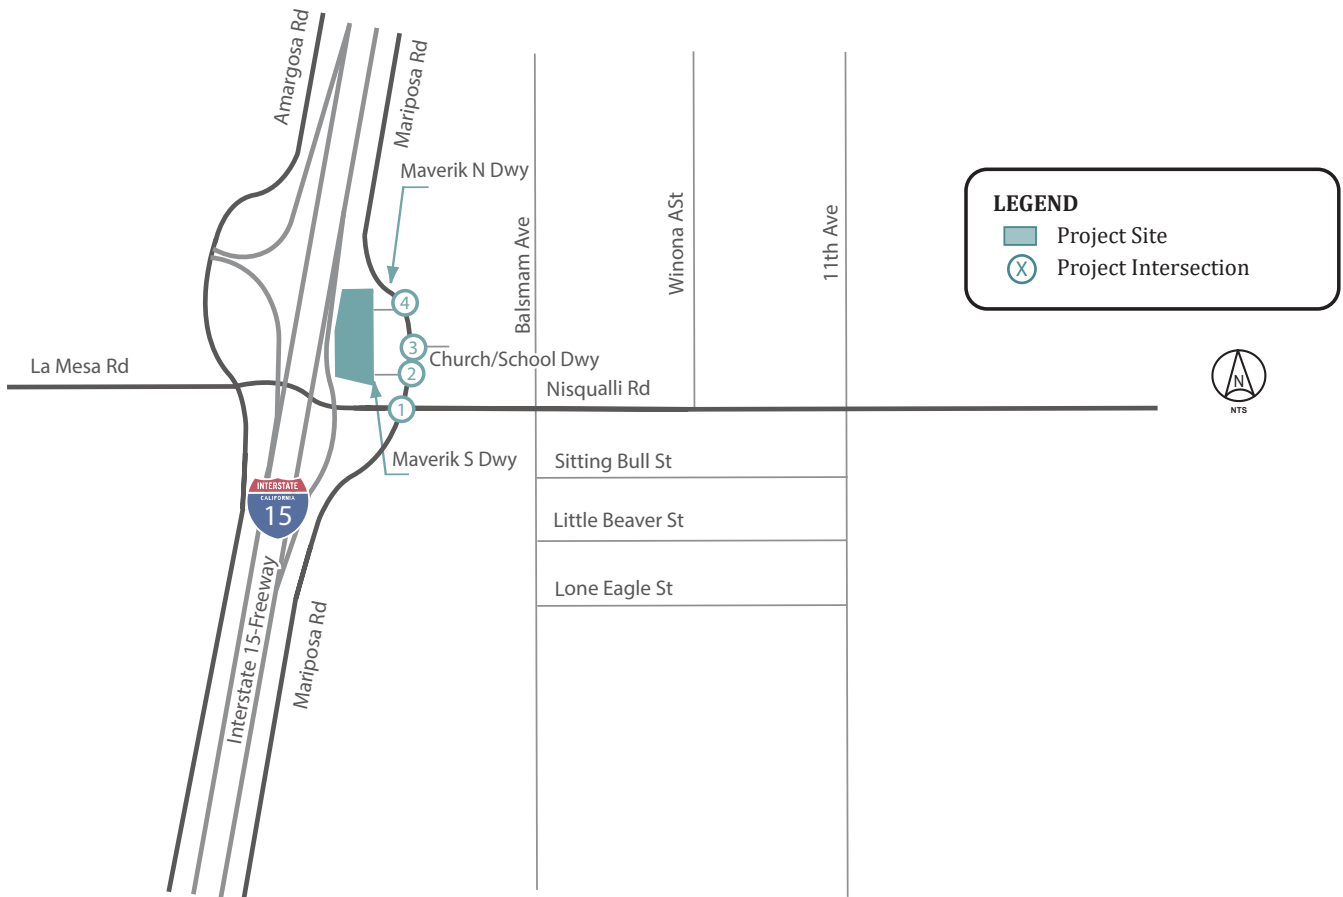 Amargosa Rd
Mariposa Rd
Maverik N Dwy
Balsmam Ave
Winona ASt
11th Ave
LEGEND
Project Site
X Project Intersection
4
3
Church/School Dwy
2
La Mesa Rd
Nisqualli Rd
1
N
NTS
Maverik S Dwy
Sitting Bull St
INTERSTATE
CALIFORNIA
15
Little Beaver St
Lone Eagle St
Interstate 15-Freeway
Mariposa Rd